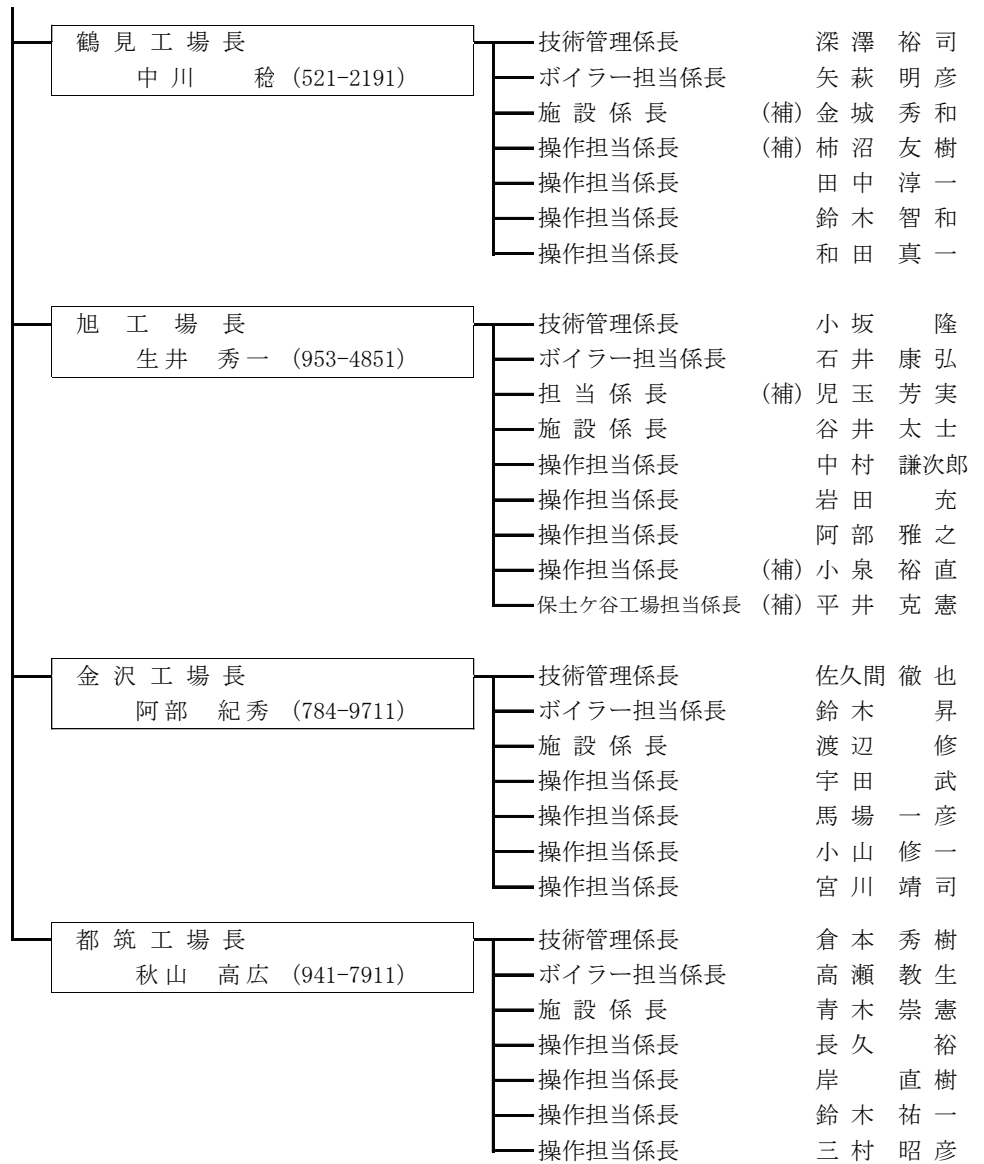 鶴見工場長 技術管理係長 深澤 裕司
中川 稔 (521-2191) ボイラー担当係長 矢萩 明彦
施設係長 (補) 金城 秀和
操作担当係長 (補) 柿沼 友樹
操作担当係長 田中 淳一
操作担当係長 鈴木 智和
操作担当係長 和田 真一
旭工場長 技術管理係長 小坂 隆
生井 秀一 (953-4851) ボイラー担当係長 石井 康弘
担当係長 (補) 児玉 芳実
施設係長 谷井 太士
操作担当係長 中村 謙次郎
操作担当係長 岩田 充
操作担当係長 阿部 雅之
操作担当係長 (補) 小泉 裕直
保土ケ谷工場担当係長 (補) 平井 克憲
金沢工場長 技術管理係長 佐久間 徹也
阿部 紀秀 (784-9711) ボイラー担当係長 鈴木 昇
施設係長 渡辺 修
操作担当係長 宇田 武
操作担当係長 馬場 一彦
操作担当係長 小山 修一
操作担当係長 宮川 靖司
都筑工場長 技術管理係長 倉本 秀樹
秋山 高広 (941-7911) ボイラー担当係長 高瀬 教生
施設係長 青木 崇憲
操作担当係長 長久 裕
操作担当係長 岸 直樹
操作担当係長 鈴木 祐一
操作担当係長 三村 昭彦